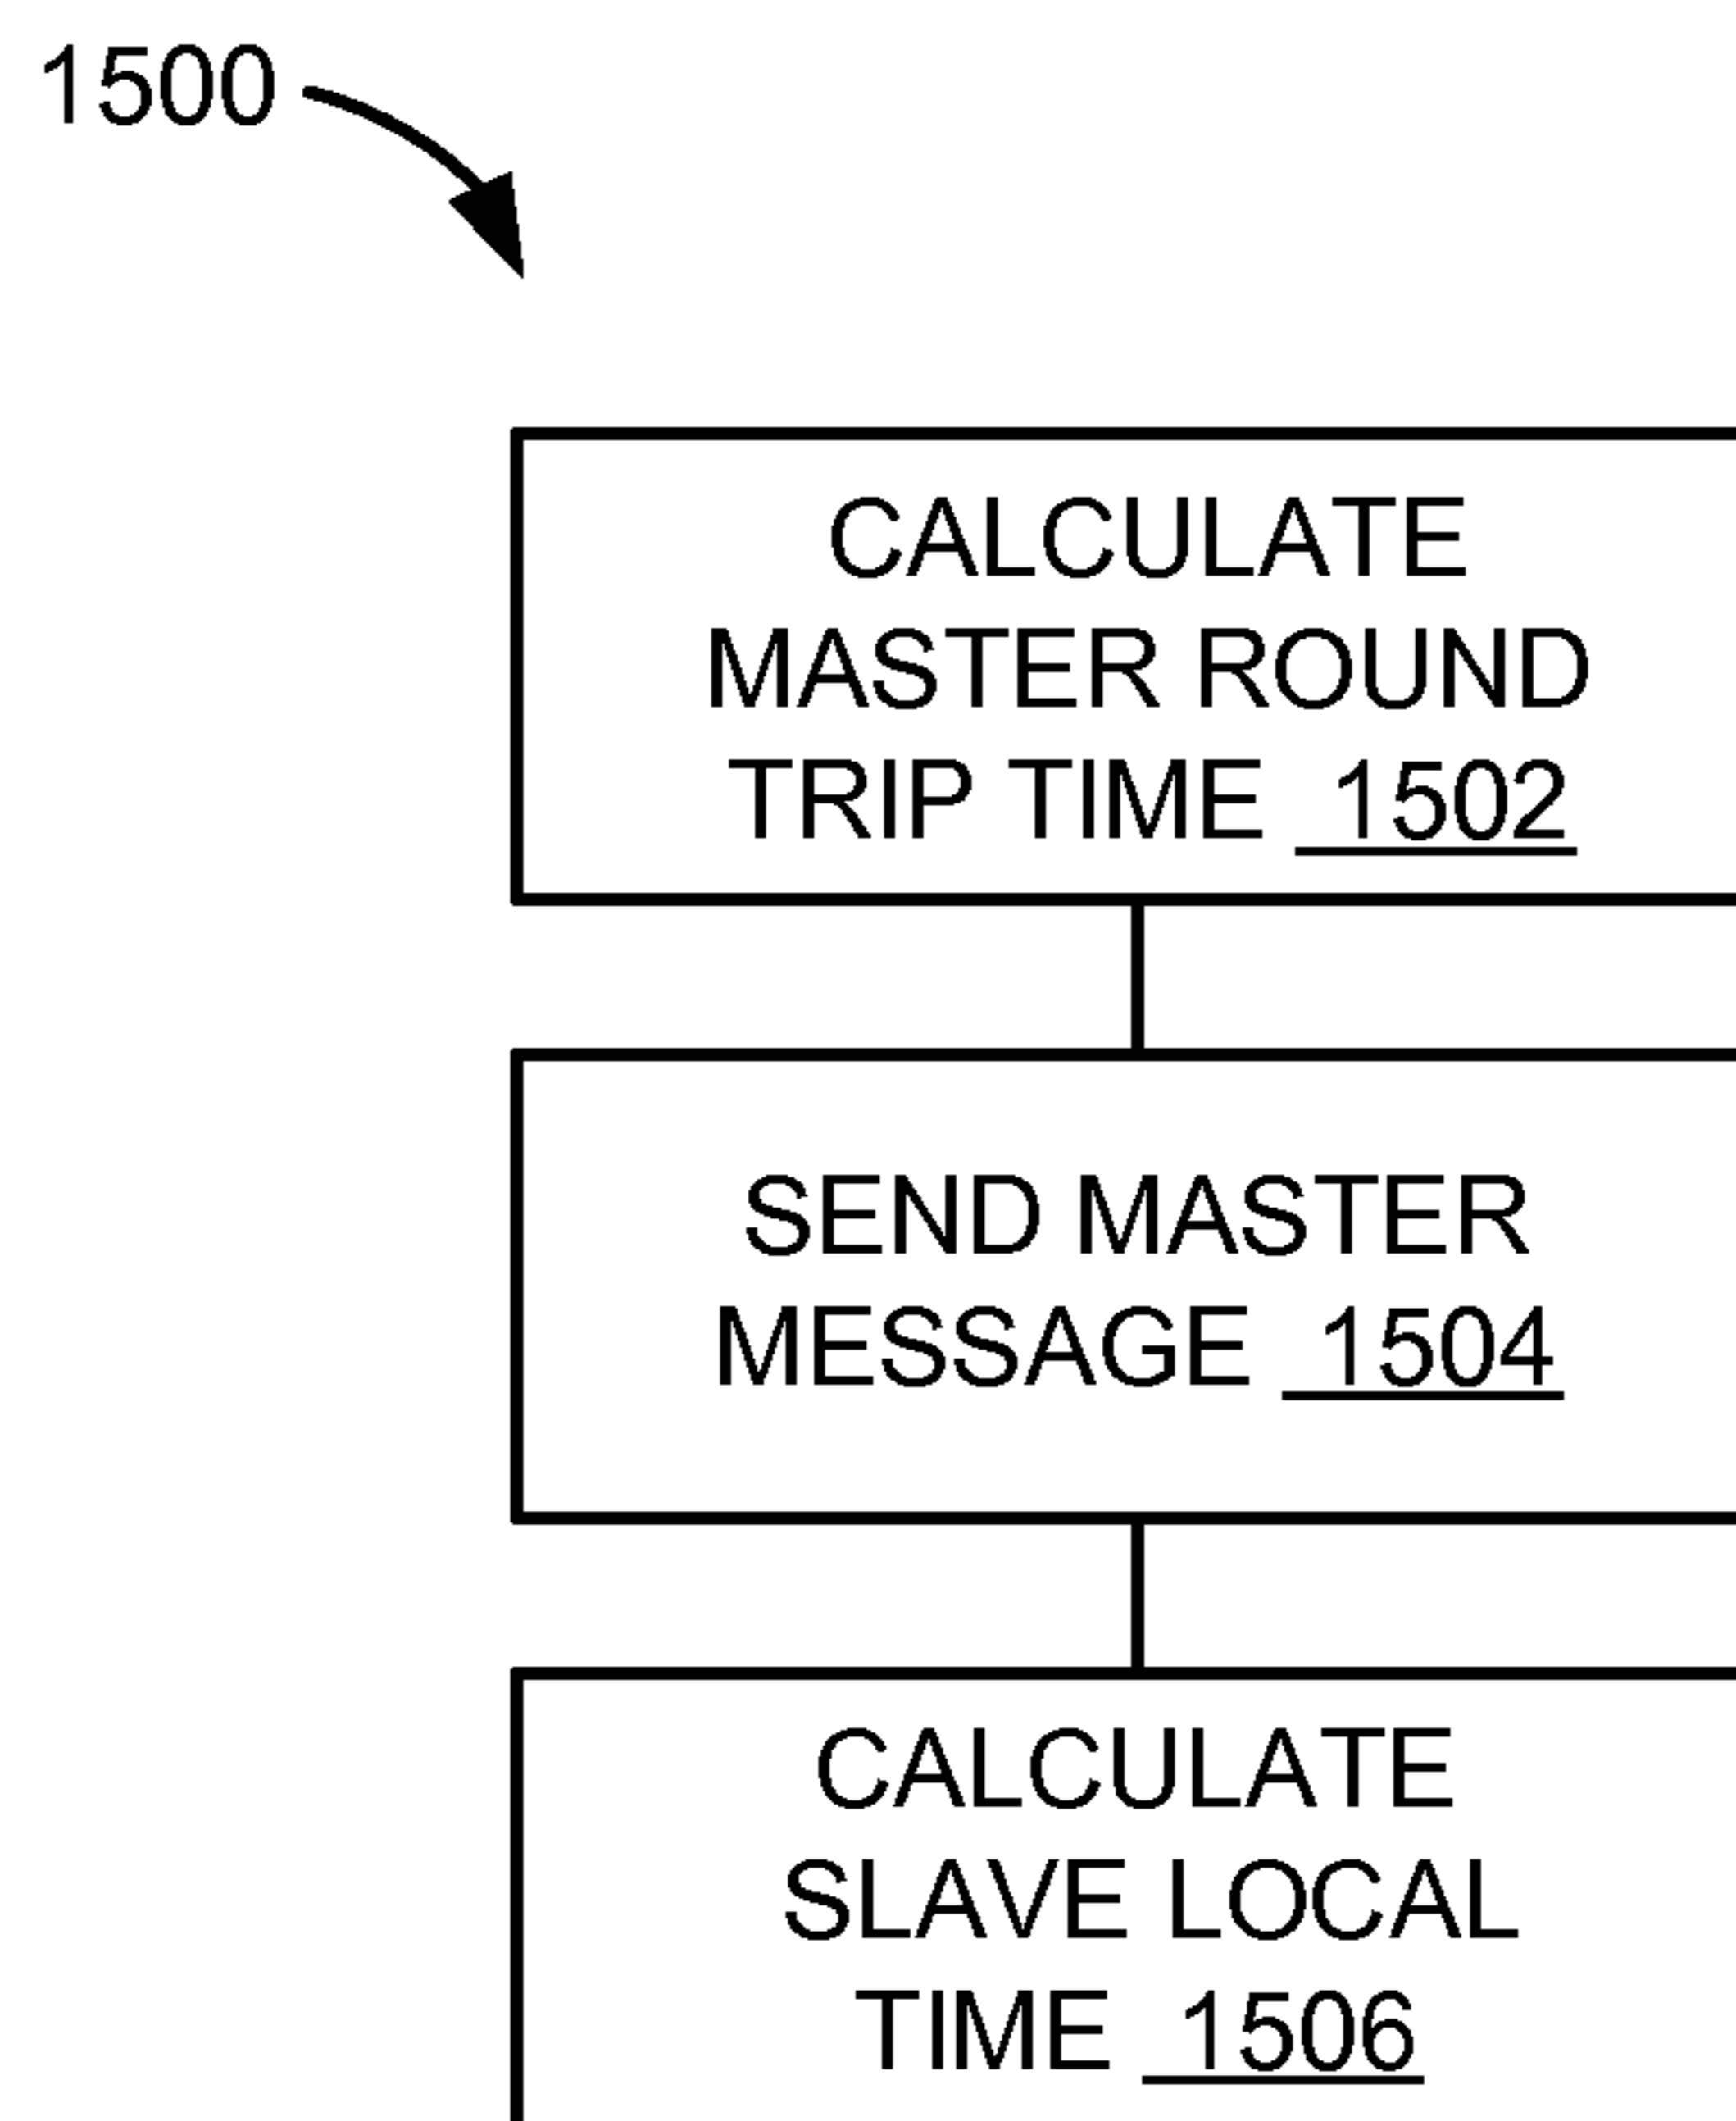 1500
CALCULATE
MASTER ROUND
TRIP TIME 1502
SEND MASTER
MESSAGE 1504
CALCULATE
SLAVE LOCAL
TIME 1506